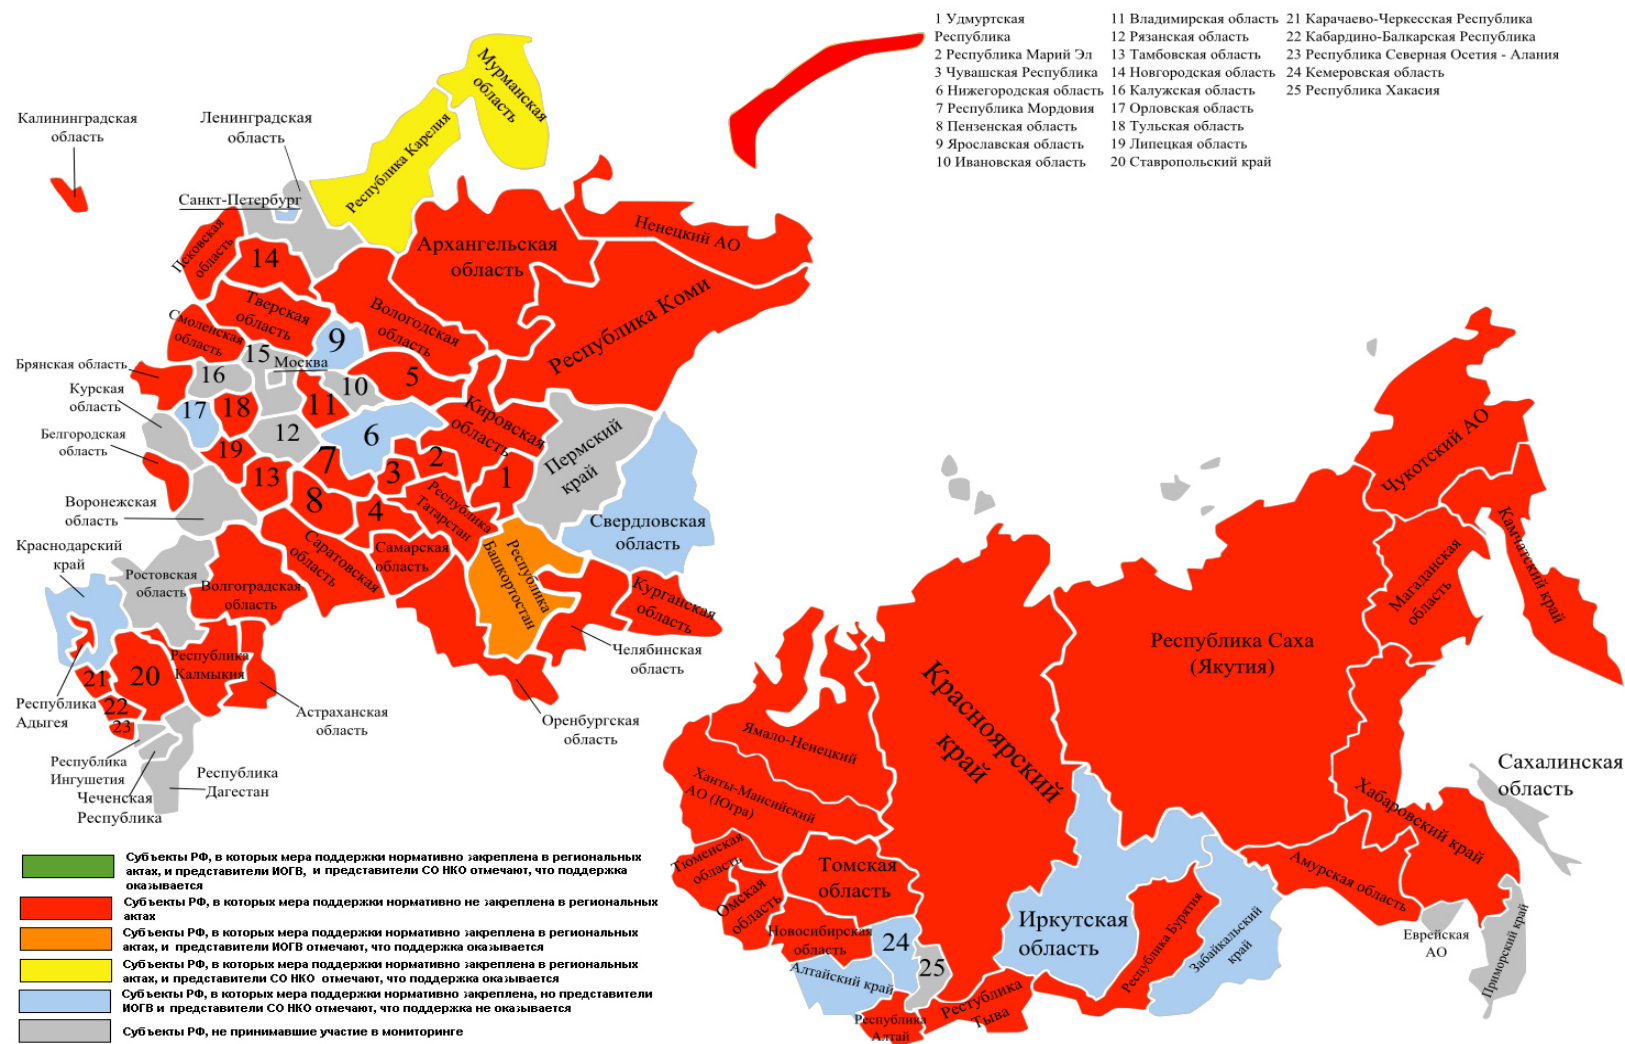 1 Удмуртская
Республика
2 Республика Марий Эл
3 Чувашская Республика
6 Нижегородская область
7 Республика Мордовия
8 Пензенская область
9 Ярославская область
10 Ивановская область
11 Владимирская область
12 Рязанская область
13 Тамбовская область
14 Новгородская область
16 Калужская область
17 Орловская область
18 Тульская область
19 Липецкая область
20 Ставропольский край
21 Карачаево-Черкесская Республика
22 Кабардино-Балкарская Республика
23 Республика Северная Осетия - Алания
24 Кемеровская область
25 Республика Хакасия
Калининградская
область
Ленинградская
область
Санкт-Петербург
Мурманская
область
Республика Карелия
Псковская
область
14
Архангельская
область
Ненецкий АО
Республика Коми
Тверская
область
Смоленская
область
Вологодская
область
9
15
Москва
Брянская область
16
10
5
Курская
область
17
18
11
Белгородская
область
12
6
Кировская
область
19
7
2
3
1
Пермский
край
13
8
4
Республика
Татарстан
Воронежская
область
Свердловская
область
Краснодарский
край
Ростовская
область
Волгоградская
область
Саратовская
область
Самарская
область
Республика
Башкортостан
Курганская
область
Челябинская
область
Оренбургская
область
Республика
Калмыкия
Астраханская
область
20
21
22
23
Республика
Адыгея
Республика
Ингушетия
Чеченская
Республика
Республика
Дагестан
Чукотский АО
Камчатский край
Магаданская
область
Республика Саха
(Якутия)
Красноярский
край
Ямало-Ненецкий
Ханты-Мансийский
АО (Югра)
Тюменская
область
Томская
область
Омская
область
Новосибирская
область
24
25
Алтайский край
Республика
Алтай
Республика
Тыва
Иркутская
область
Республика Бурятия
Забайкальский
край
Амурская область
Хабаровский край
Сахалинская
область
Еврейская
АО
Приморский край
Субъекты РФ, в которых мера поддержки нормативно закреплена в региональных
актах, и представители ИОГВ, и представители СО НКО отмечают, что поддержка
оказывается
Субъекты РФ, в которых мера поддержки нормативно не закреплена в региональных
актах
Субъекты РФ, в которых мера поддержки нормативно закреплена в региональных
актах, и представители ИОГВ отмечают, что поддержка оказывается
Субъекты РФ, в которых мера поддержки нормативно закреплена в региональных
актах, и представители СО НКО отмечают, что поддержка оказывается
Субъекты РФ, в которых мера поддержки нормативно закреплена, но представители
ИОГВ и представители СО НКО отмечают, что поддержка не оказывается
Субъекты РФ, не принимавшие участие в мониторинге